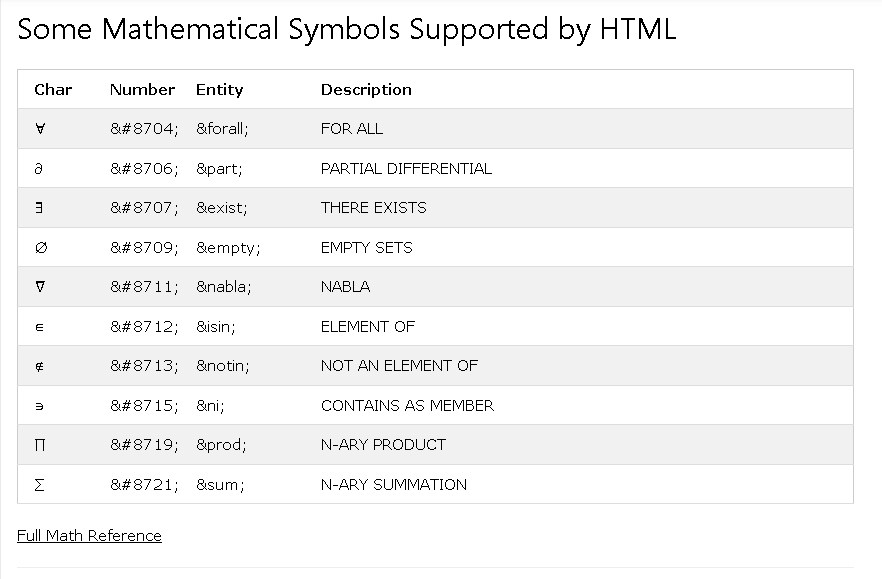 Some Mathematical Symbols Supported by HTML
Char Number Entity Description
∀ &#8704; &forall; FOR ALL
∂ &#8706; &part; PARTIAL DIFFERENTIAL
∃ &#8707; &exist; THERE EXISTS
∅ &#8709; &empty; EMPTY SETS
∇ &#8711; &nabla; NABLA
∈ &#8712; &isin; ELEMENT OF
∉ &#8713; &notin; NOT AN ELEMENT OF
∋ &#8715; &ni; CONTAINS AS MEMBER
∏ &#8719; &prod; N-ARY PRODUCT
∑ &#8721; &sum; N-ARY SUMMATION
Full Math Reference